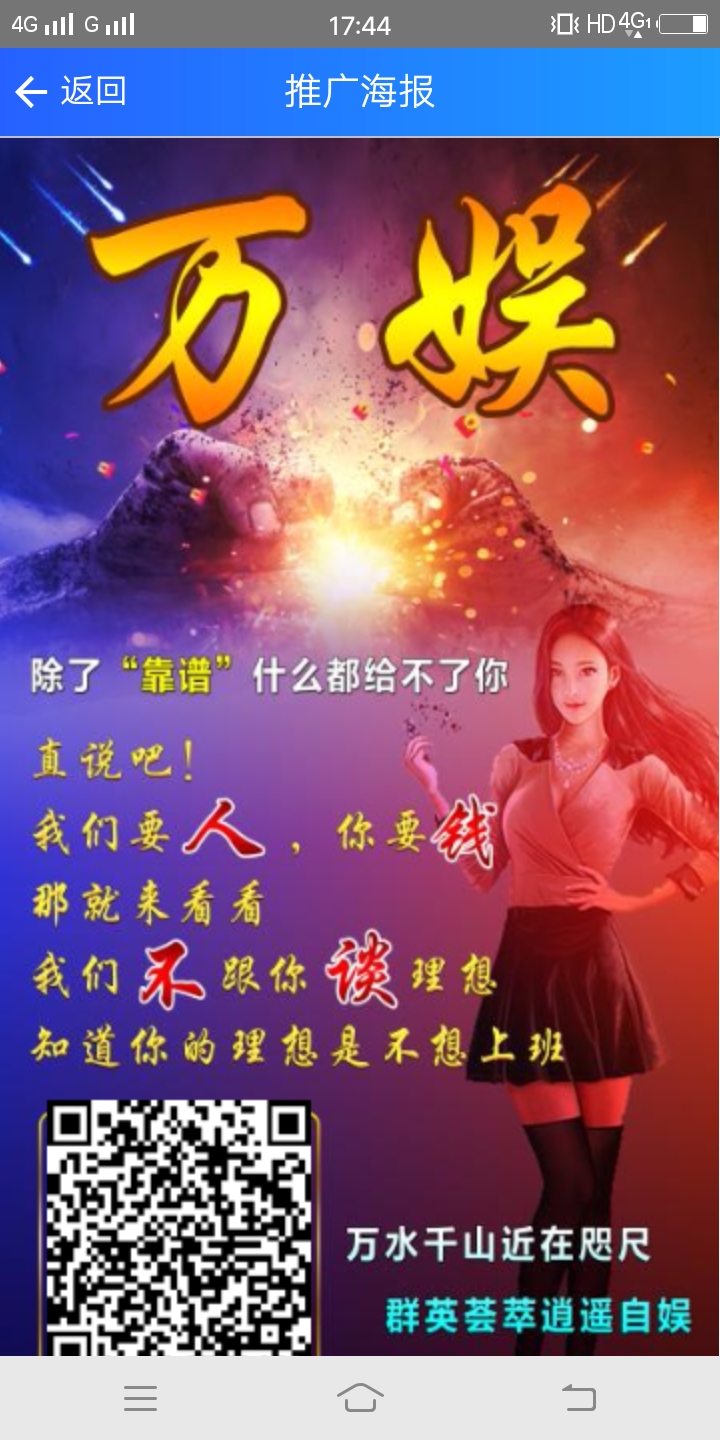 4G G 17:44 HD 4G
返回 推广海报
万 娱
除了“靠谱”什么都给不了你
直说吧！
我们要人，你要钱
那就来看看
我们不跟你谈理想
知道你的理想是不想上班
万水千山近在咫尺
群英荟萃逍遥自娱